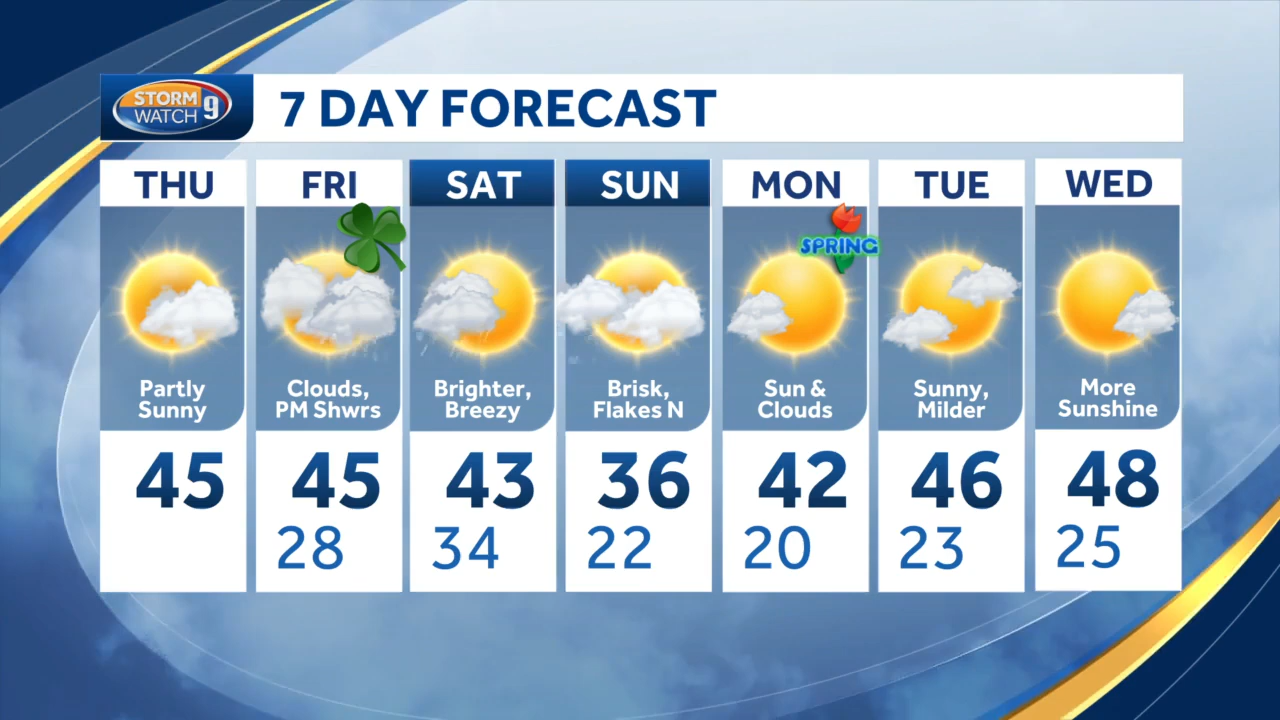 STORM
WATCH 9
7 DAY FORECAST
THU
FRI
SAT
SUN
MON
TUE
WED
SPRING
Partly
Sunny
Clouds,
PM Shwrs
Brighter,
Breezy
Brisk,
Flakes N
Sun &
Clouds
Sunny,
Milder
More
Sunshine
45
45
43
36
42
46
48
28
34
22
20
23
25